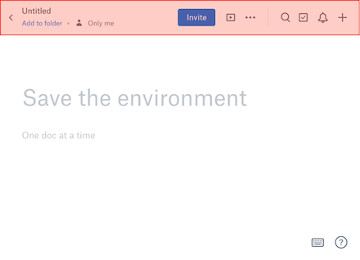 Untitled
Add to folder • Only me
Invite
Save the environment
One doc at a time